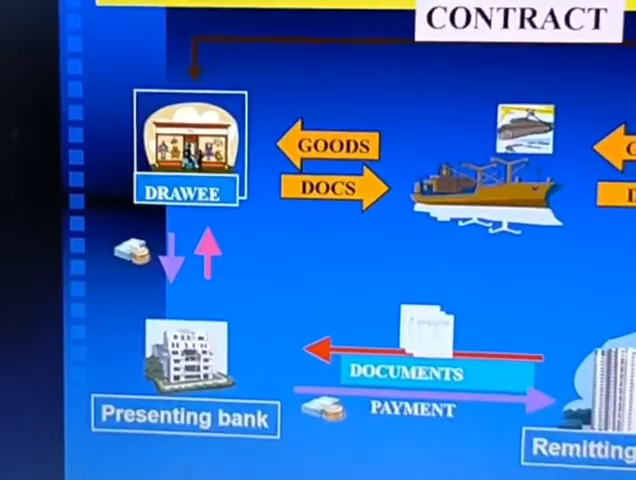 CONTRACT
GOODS
DOCS
DRAWEE
DOCUMENTS
PAYMENT
Presenting bank
Remitting